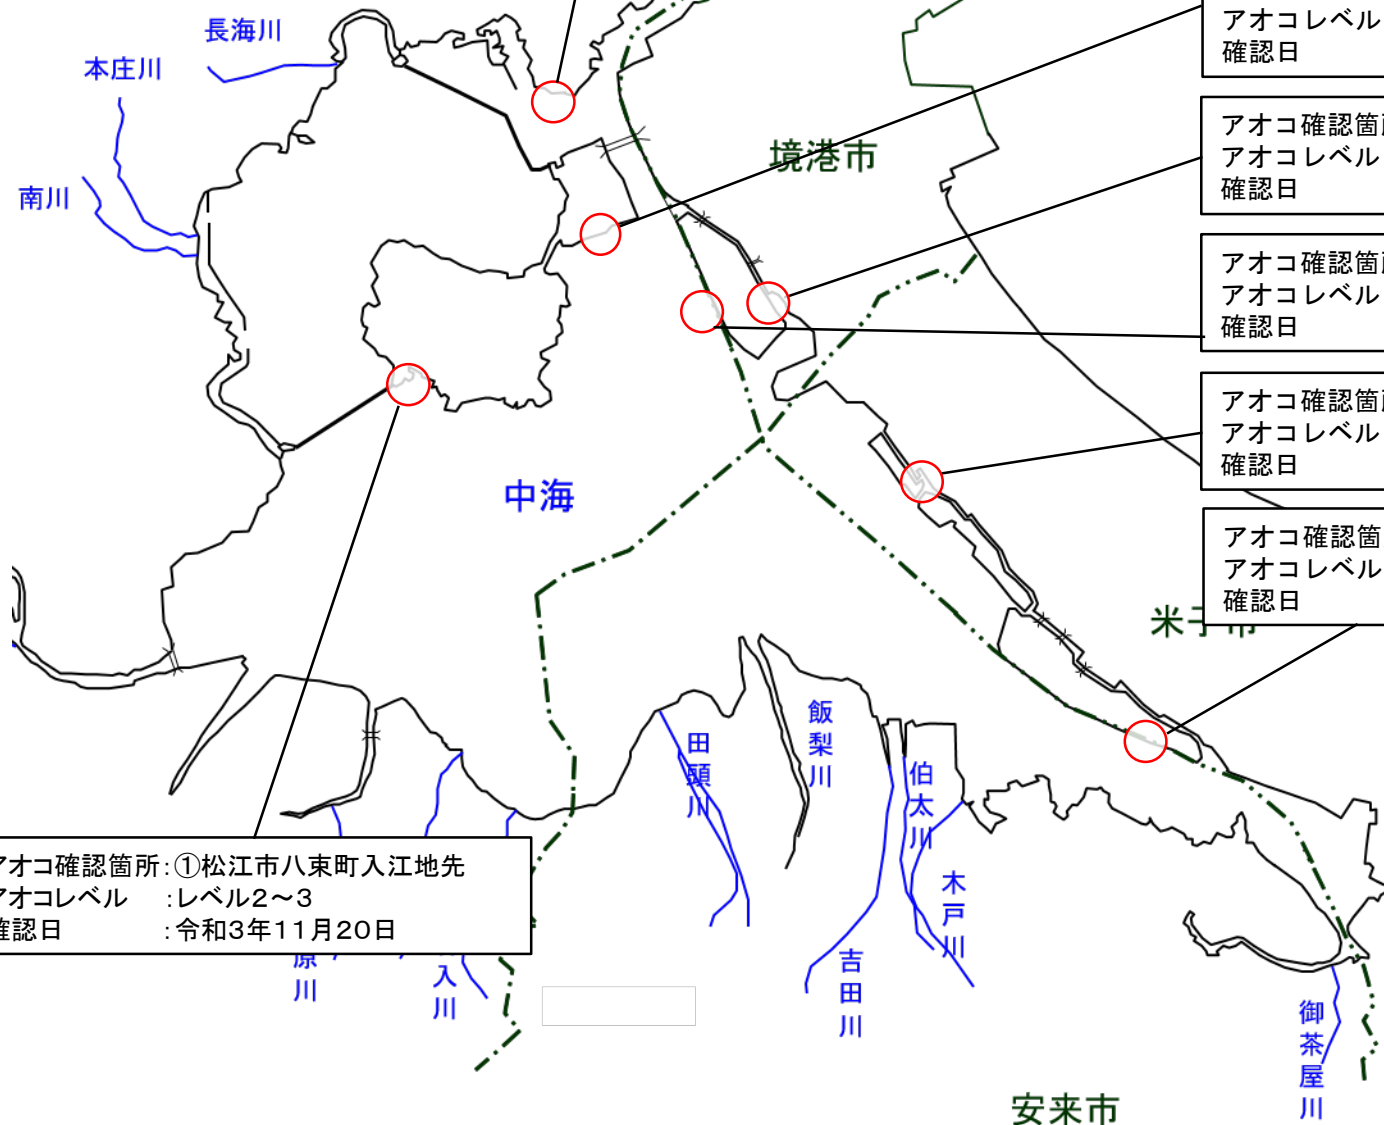 長海川
本庄川
南川
境港市
アオコレベル
確認日
アオコ確認箇所
アオコレベル
確認日
アオコ確認箇所
アオコレベル
確認日
アオコ確認箇所
アオコレベル
確認日
アオコ確認箇
アオコレベル
確認日
中海
米子市
飯梨川
田頭川
伯太川
木戸川
吉田川
アオコ確認箇所：①松江市八束町入江地先
アオコレベル　：レベル２～３
確認日　　　　：令和３年１１月２０日
原川
入川
御茶屋川
安来市